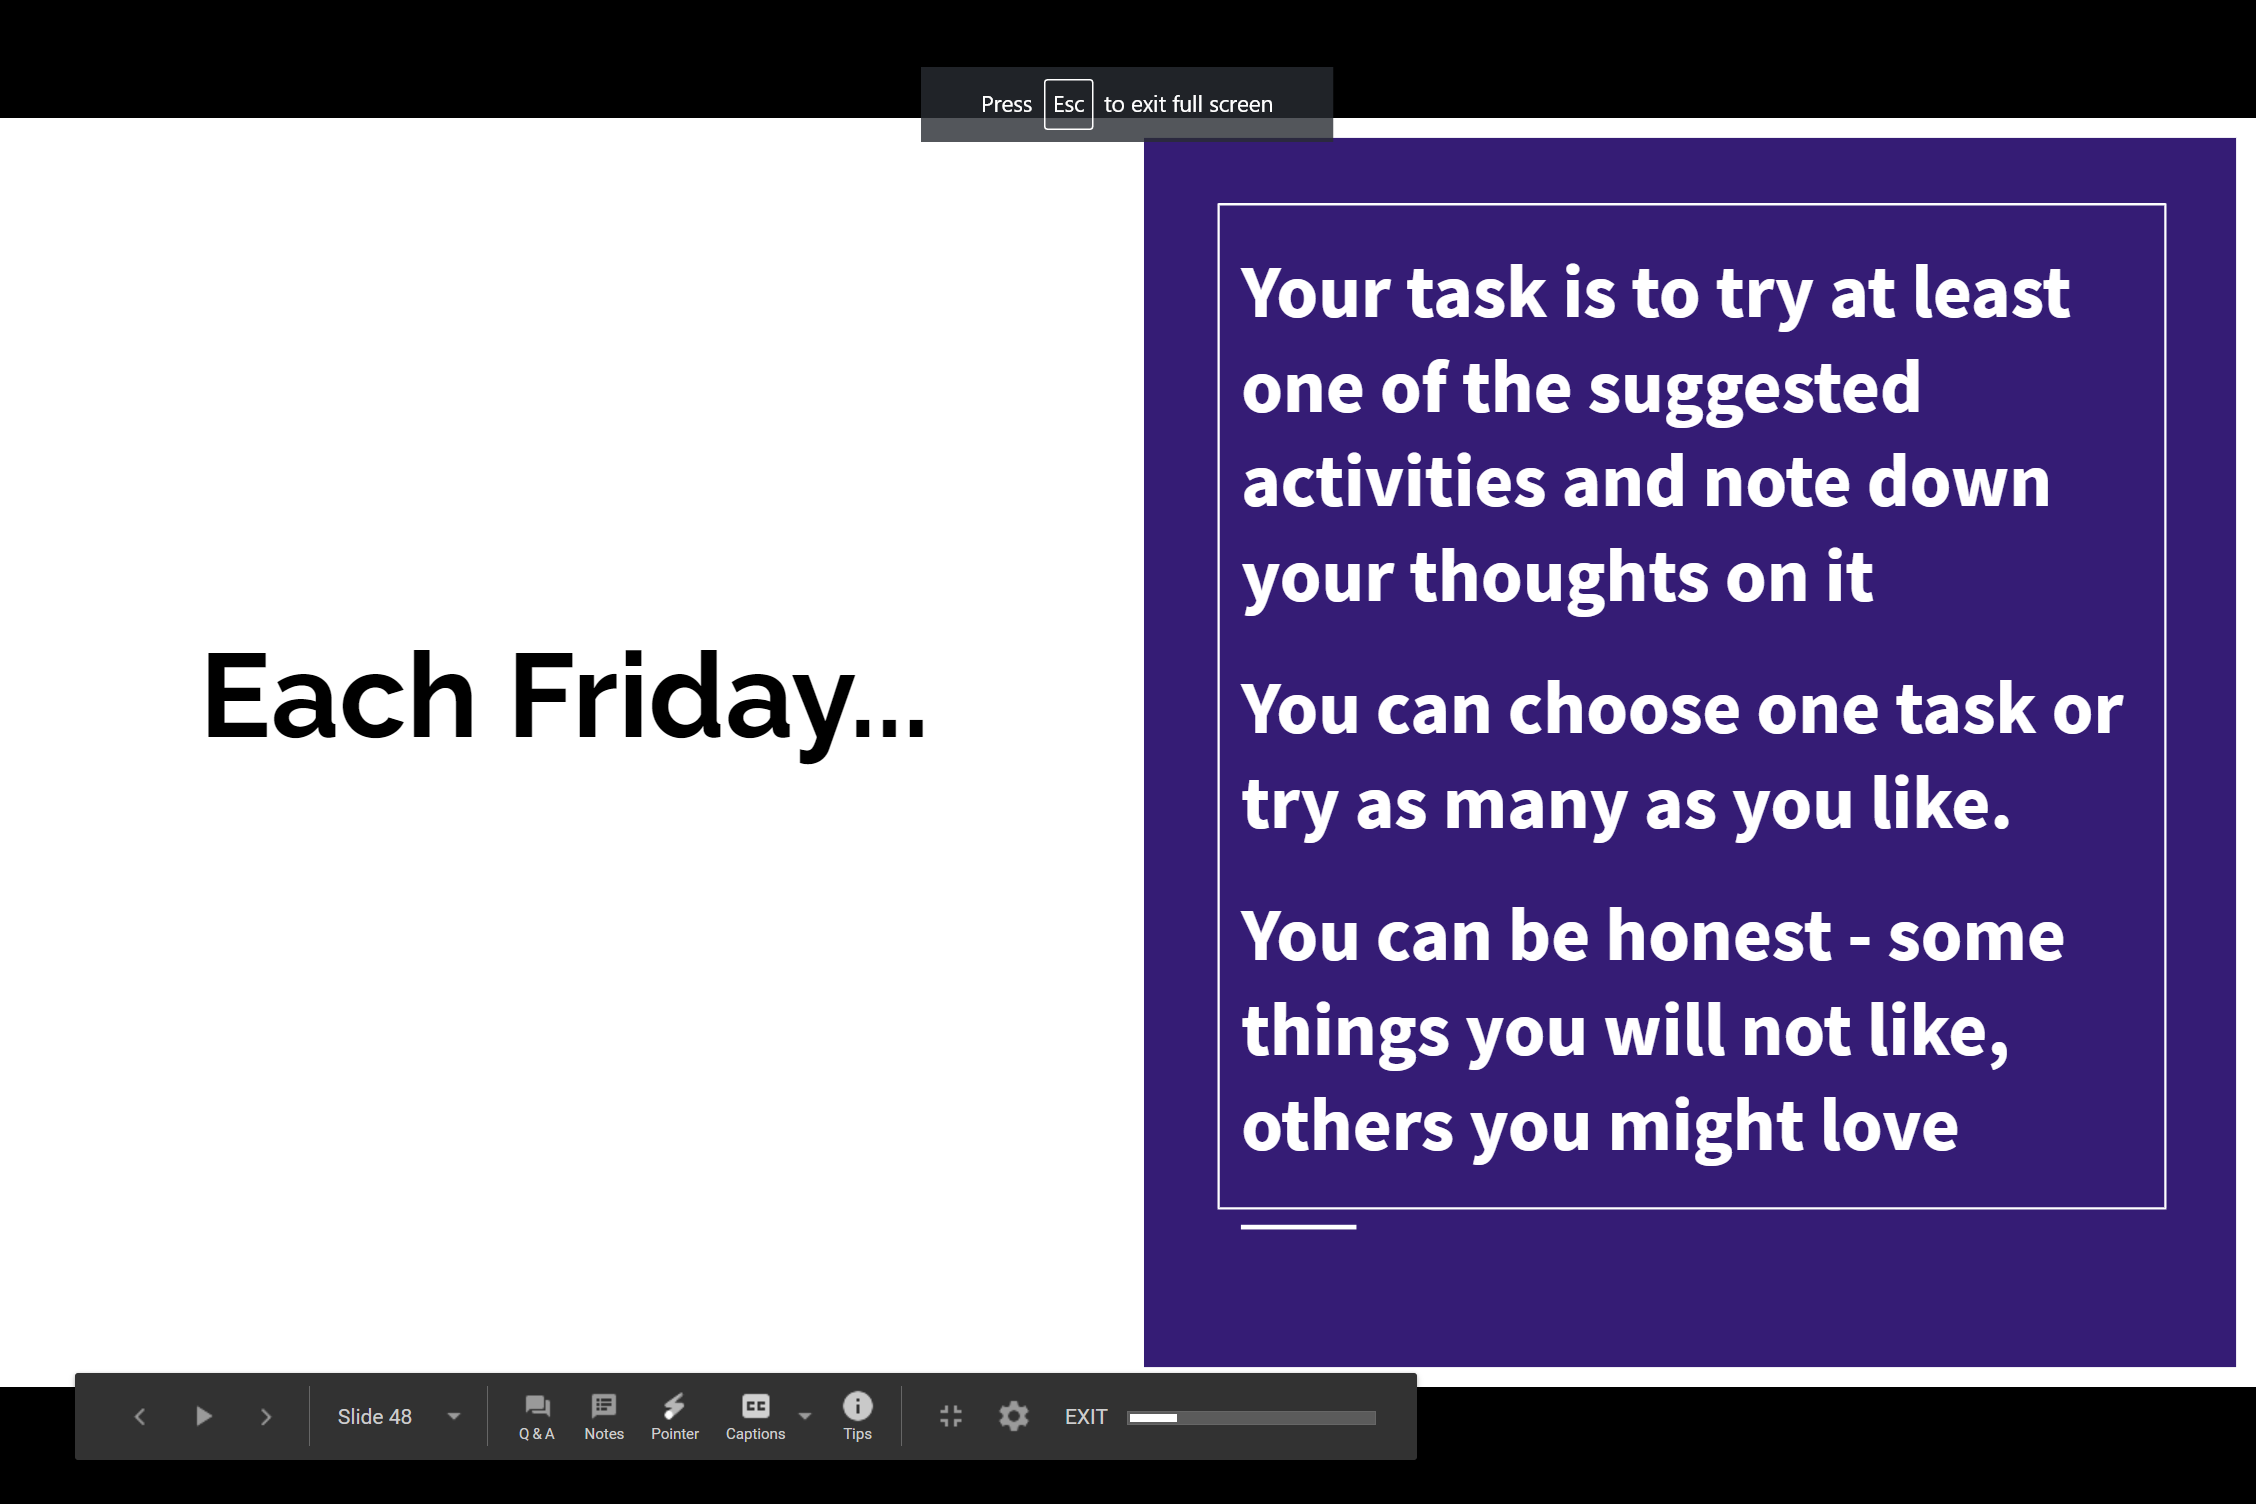 Press Esc to exit full screen
Each Friday...
Your task is to try at least
one of the suggested
activities and note down
your thoughts on it
You can choose one task or
try as many as you like.
You can be honest - some
things you will not like,
others you might love
Slide 48
Q & A
Notes
Pointer
CC
Captions
Tips
EXIT